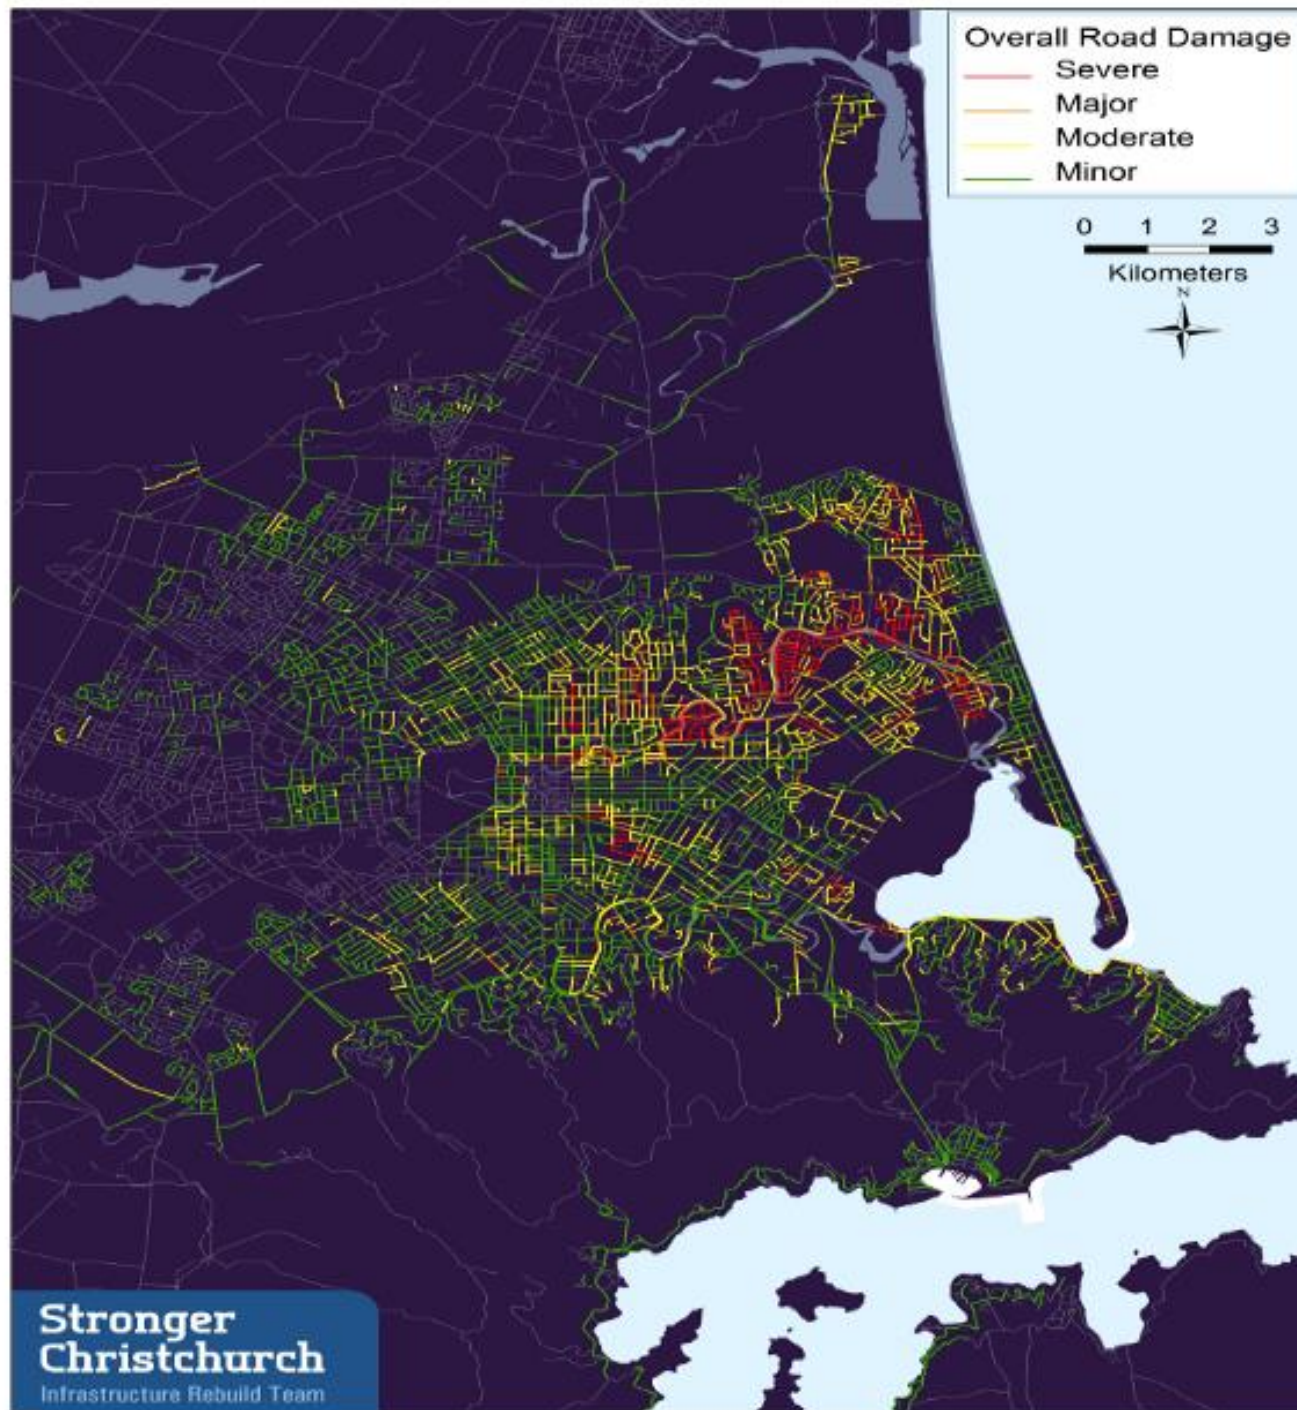 Overall Road Damage
Severe
Major
Moderate
Minor
0 1 2 3
Kilometers
N
Stronger
Christchurch
Infrastructure Rebuild Team